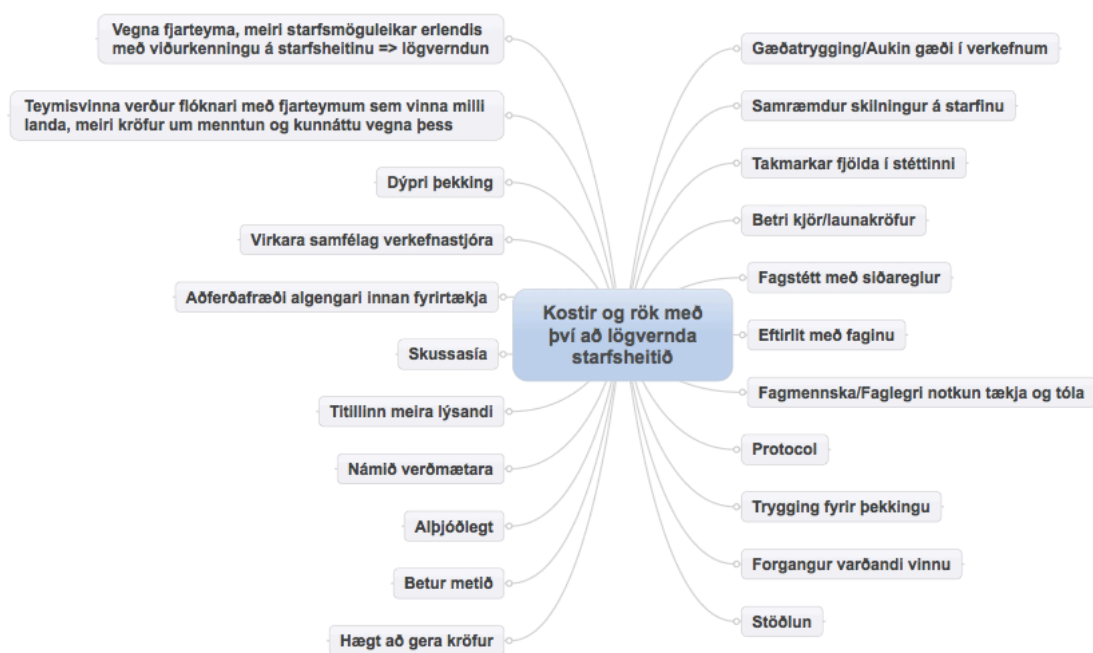 Vegna fjarteyma, meiri starfsmöguleikar erlendis
með viðurkenningu á starfsheitinu => lögverndun
Teymisvinna verður flóknari með fjarteymum sem vinna milli
landa, meiri kröfur um menntun og kunnáttu vegna þess
Dýpri þekking
Virkara samfélag verkefnastjóra
Aðferðafræði algengari innan fyrirtækja
Skussasía
Titillinn meira lýsandi
Námið verðmætara
Alþjóðlegt
Betur metið
Hægt að gera kröfur
Kostir og rök með
því að lögvernda
starfsheitið
Gæðatrygging/Aukin gæði í verkefnum
Samræmdur skilningur á starfinu
Takmarkar fjölda í stéttinni
Betri kjör/launakröfur
Fagstétt með siðareglur
Eftirlit með faginu
Fagmennska/Faglegri notkun tækja og tóla
Protocol
Trygging fyrir þekkingu
Forgangur varðandi vinnu
Stöðlun